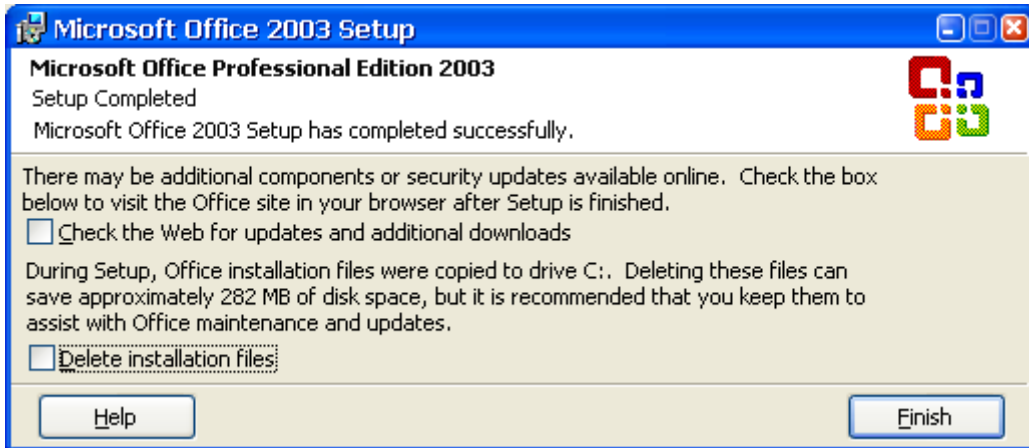 Microsoft Office 2003 Setup
Microsoft Office Professional Edition 2003
Setup Completed
Microsoft Office 2003 Setup has completed successfully.
There may be additional components or security updates available online.  Check the box
below to visit the Office site in your browser after Setup is finished.
Check the Web for updates and additional downloads
During Setup, Office installation files were copied to drive C:.  Deleting these files can
save approximately 282 MB of disk space, but it is recommended that you keep them to
assist with Office maintenance and updates.
Delete installation files
Help
Finish